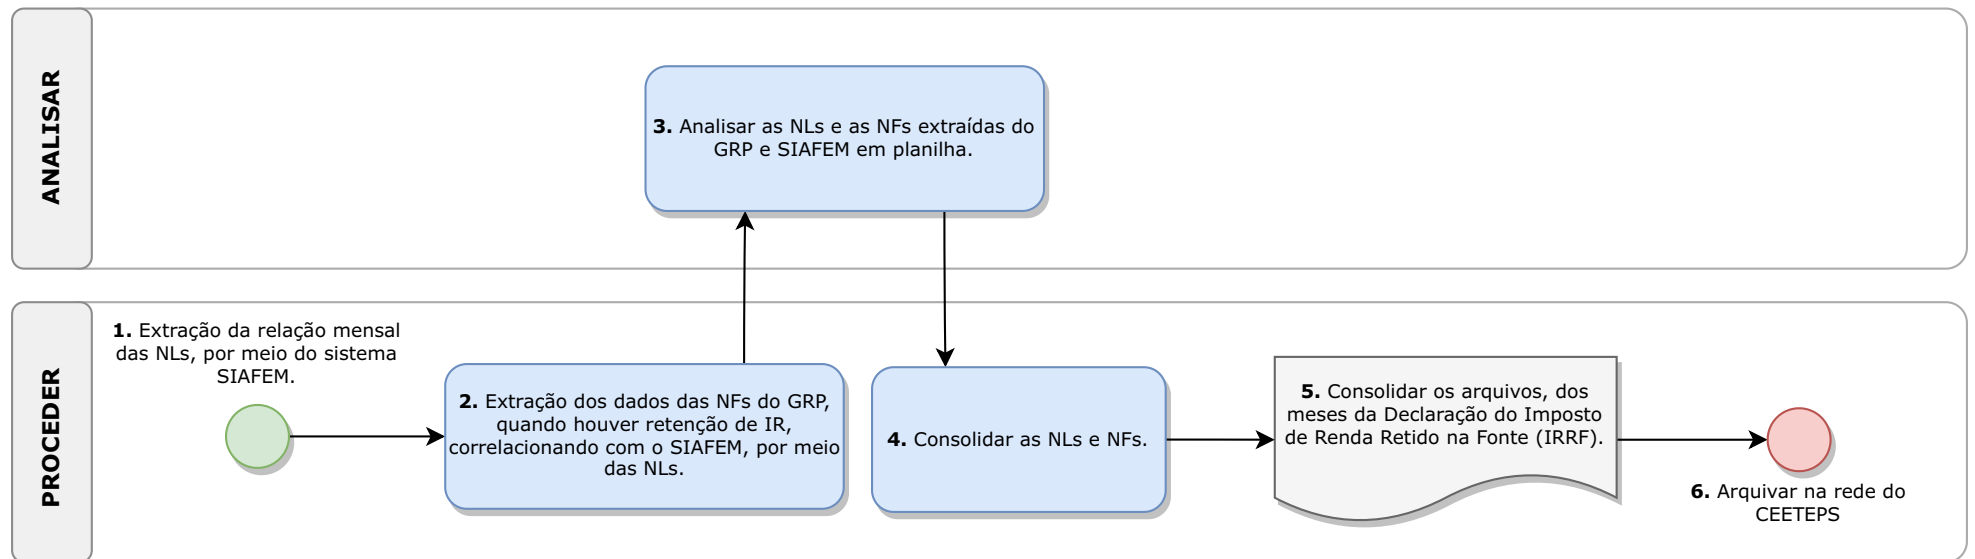 ANALISAR
3. Analisar as NLs e as NFs extraídas do
GRP e SIAFEM em planilha.
PROCEDER
1. Extração da relação mensal
das NLs, por meio do sistema
SIAFEM.
2. Extração dos dados das NFs do GRP,
quando houver retenção de IR,
correlacionando com o SIAFEM, por meio
das NLs.
4. Consolidar as NLs e NFs.
5. Consolidar os arquivos, dos
meses da Declaração do Imposto
de Renda Retido na Fonte (IRRF).
6. Arquivar na rede do
CEETEPS